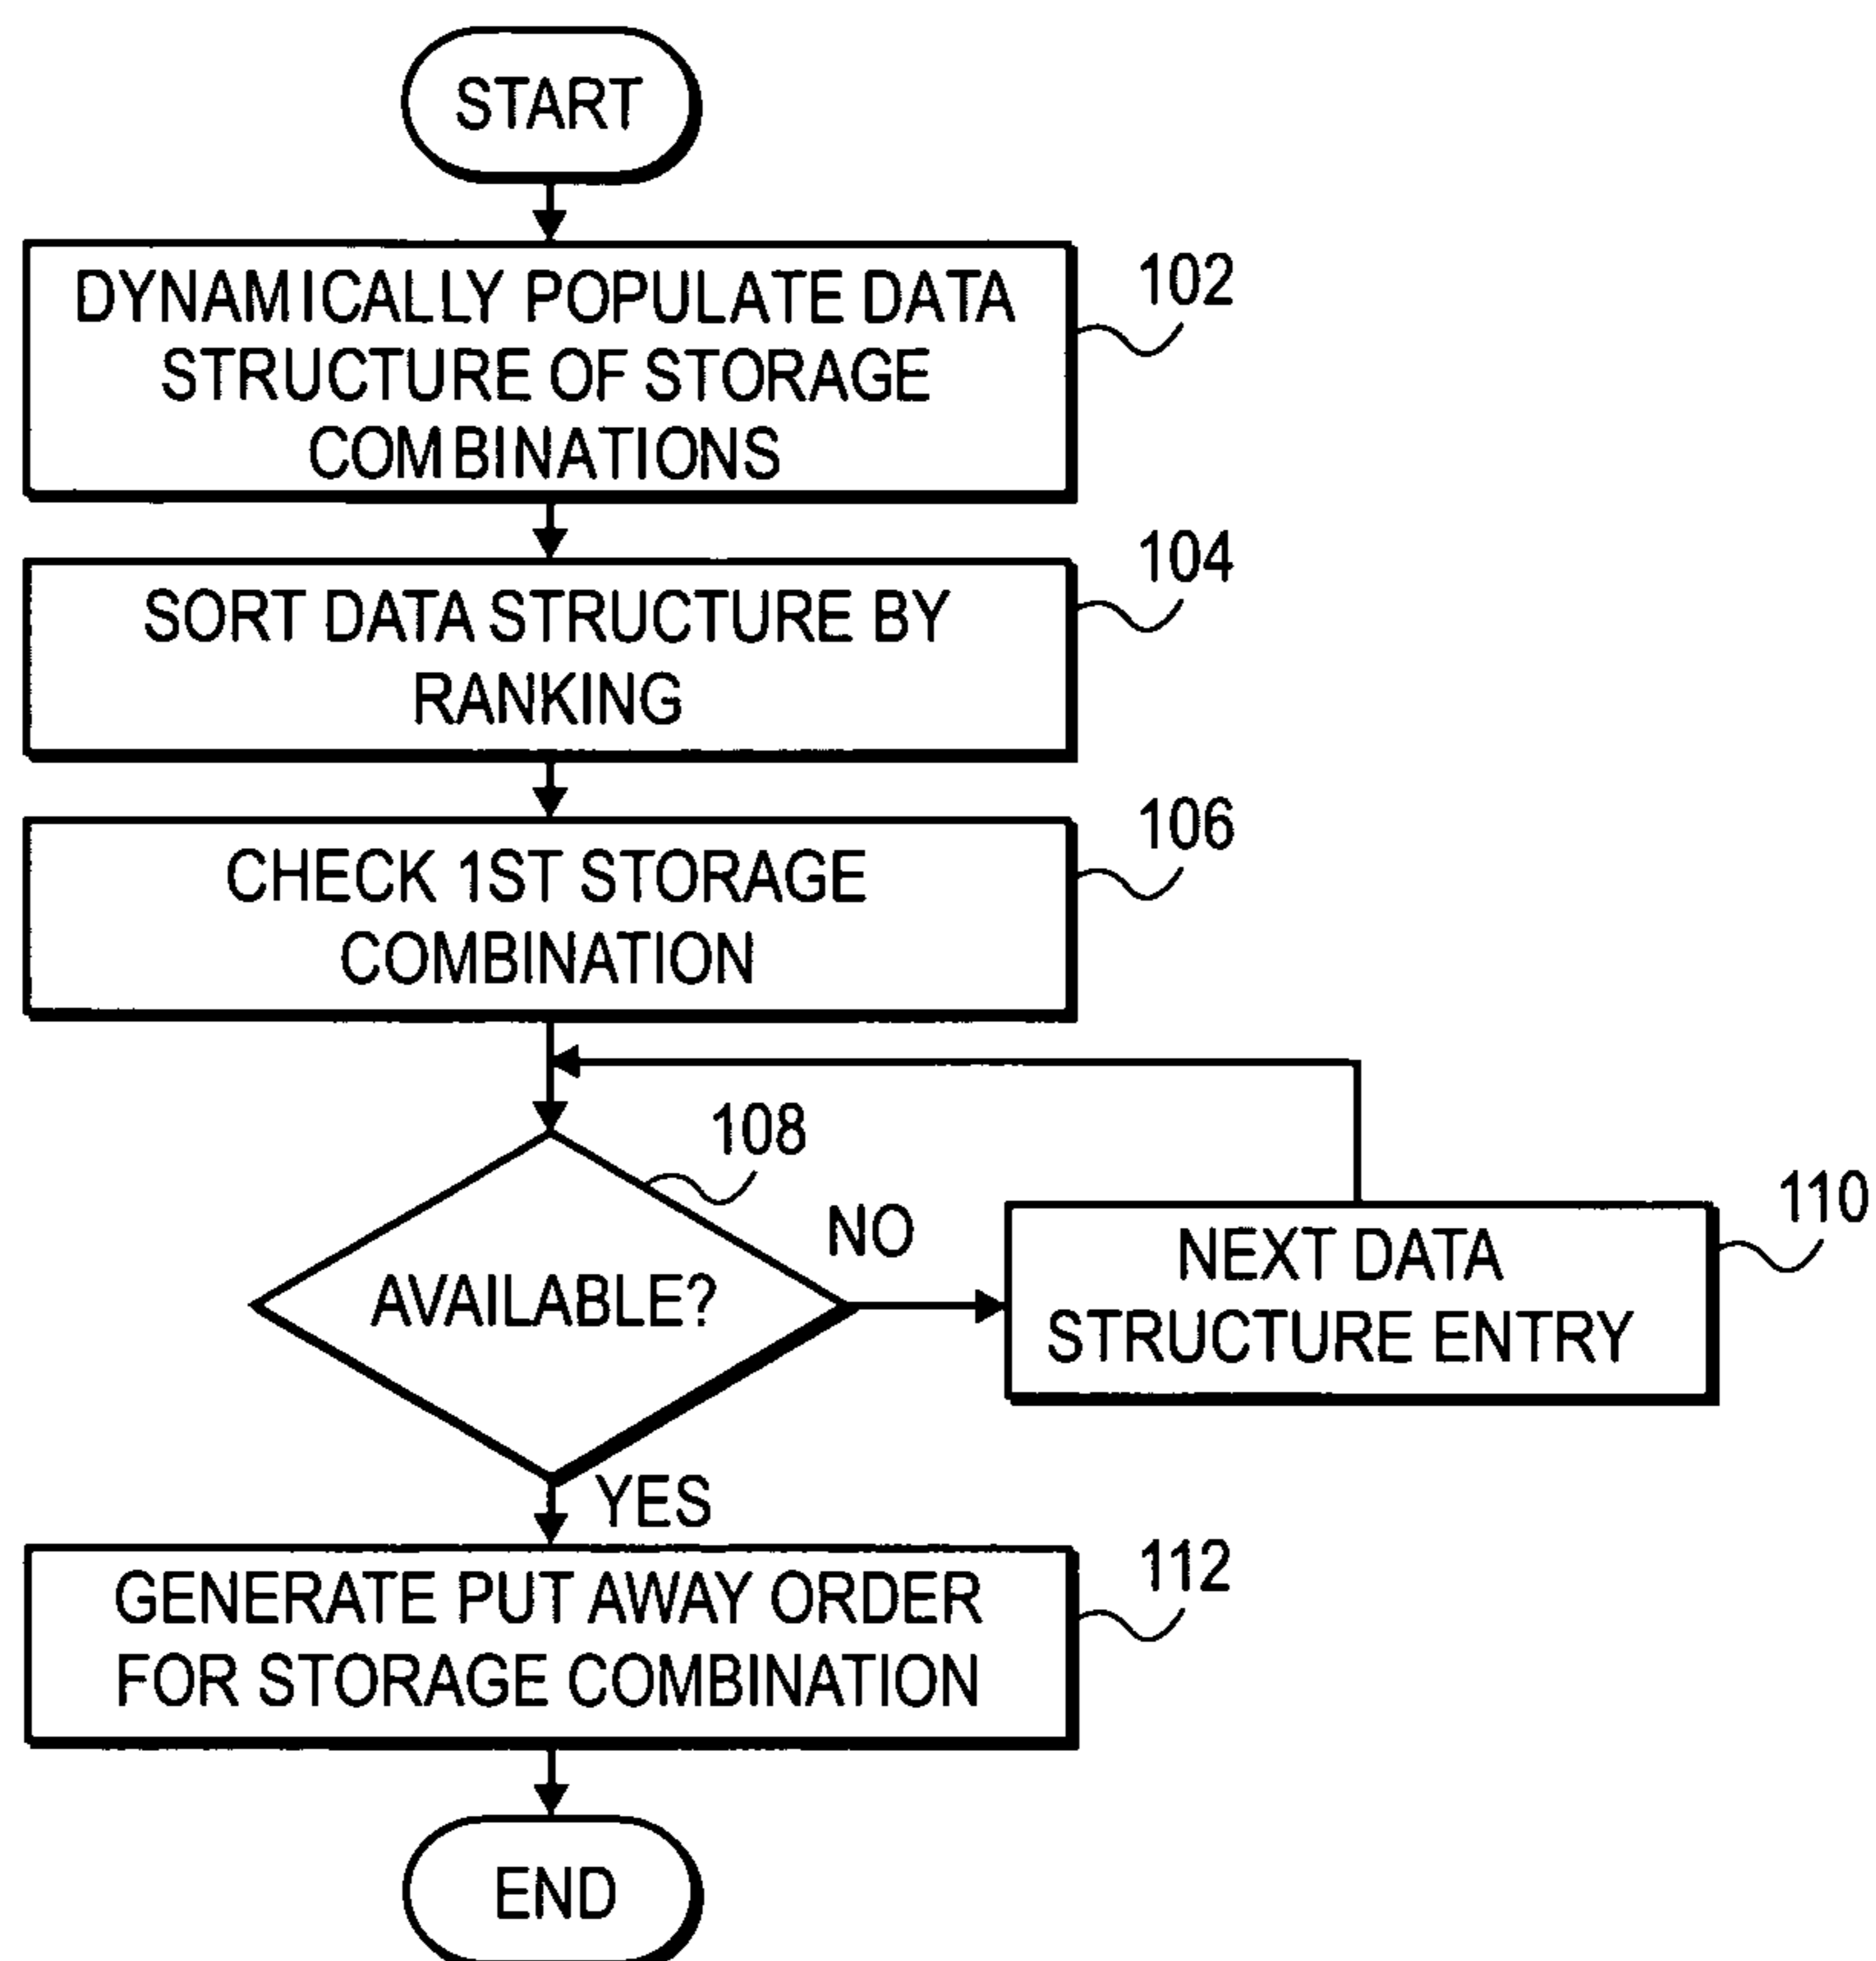 START
DYNAMICALLY POPULATE DATA
STRUCTURE OF STORAGE
COMBINATIONS
102
SORT DATA STRUCTURE BY
RANKING
104
CHECK 1ST STORAGE
COMBINATION
106
AVAILABLE?
108
NO
NEXT DATA
STRUCTURE ENTRY
110
YES
GENERATE PUT AWAY ORDER
FOR STORAGE COMBINATION
112
END